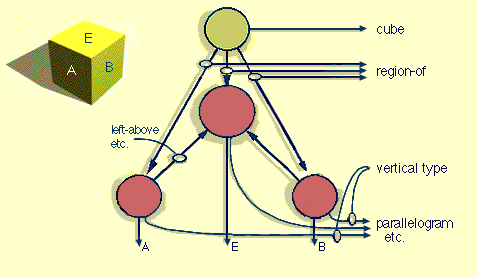 E
A
B
cube
region-of
left-above
etc.
vertical type
parallelogram
etc.
A
E
B